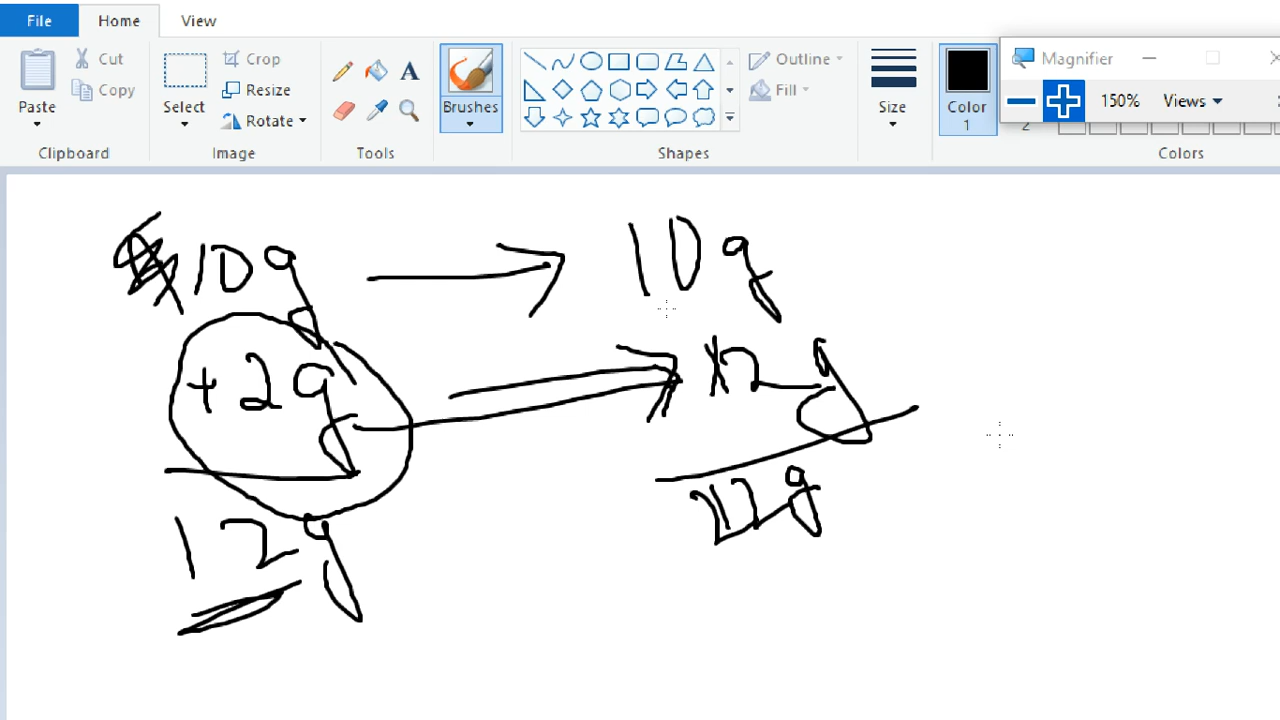 File Home View
Magnifier
Paste
Cut
Copy
Select
Crop
Resize
Rotate
Brushes
Outline
Fill
Size
Color
1
2
150% Views
Clipboard Image Tools Shapes Colors
10g
+2g
12g
10g
12g